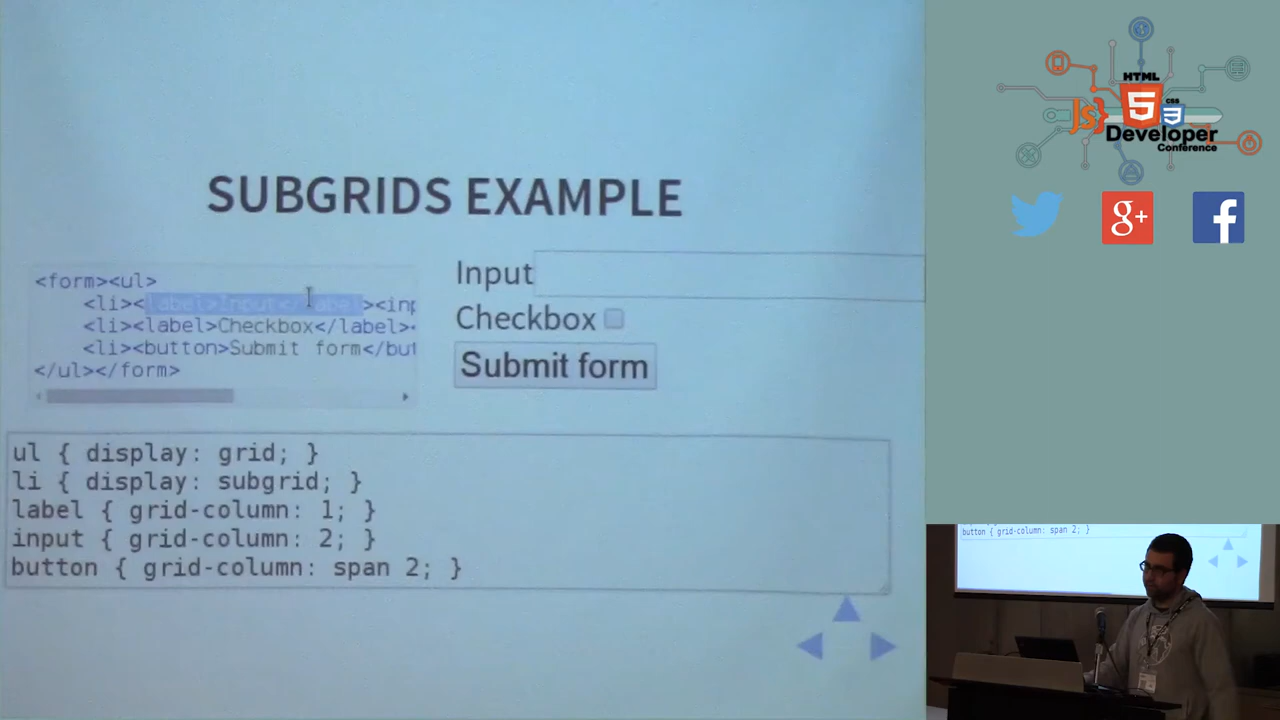 SUBGRIDS EXAMPLE
<form><ul>
<li><label>Input</label><inp
<li><label>Checkbox</label><
<li><button>Submit form</but
</ul></form>
Input
Checkbox
Submit form
ul { display: grid; }
li { display: subgrid; }
label { grid-column: 1; }
input { grid-column: 2; }
button { grid-column: span 2; }
HTML
5
CSS
3
JS}
Developer
Conference
g+
f
button { grid-column: span 2; }